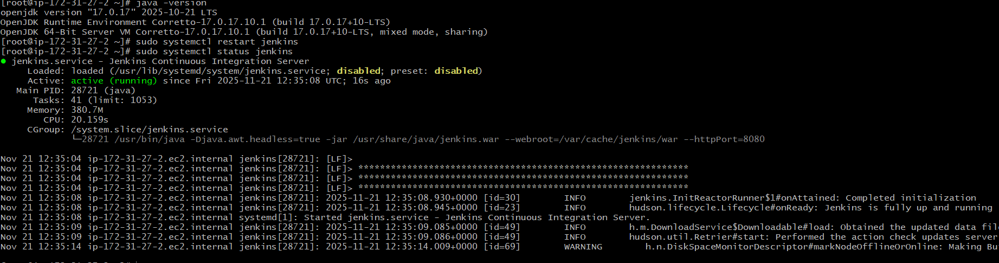 [root@ip-172-31-27-2 ~]# java -version
openjdk version "17.0.17" 2025-10-21 LTS
OpenJDK Runtime Environment Corretto-17.0.17.10.1 (build 17.0.17+10-LTS)
OpenJDK 64-Bit Server VM Corretto-17.0.17.10.1 (build 17.0.17+10-LTS, mixed mode, sharing)
[root@ip-172-31-27-2 ~]# sudo systemctl restart jenkins
[root@ip-172-31-27-2 ~]# sudo systemctl status jenkins
● jenkins.service - Jenkins Continuous Integration Server
Loaded: loaded (/usr/lib/systemd/system/jenkins.service; disabled; preset: disabled)
Active: active (running) since Fri 2025-11-21 12:35:08 UTC; 16s ago
Main PID: 28721 (java)
Tasks: 41 (limit: 1053)
Memory: 380.7M
CPU: 20.159s
CGroup: /system.slice/jenkins.service
└─28721 /usr/bin/java -Djava.awt.headless=true -jar /usr/share/java/jenkins.war --webroot=/var/cache/jenkins/war --httpPort=8080
Nov 21 12:35:04 ip-172-31-27-2.ec2.internal jenkins[28721]: [LF]>
Nov 21 12:35:04 ip-172-31-27-2.ec2.internal jenkins[28721]: [LF]> *************************************************************
Nov 21 12:35:04 ip-172-31-27-2.ec2.internal jenkins[28721]: [LF]> *************************************************************
Nov 21 12:35:04 ip-172-31-27-2.ec2.internal jenkins[28721]: [LF]> *************************************************************
Nov 21 12:35:08 ip-172-31-27-2.ec2.internal jenkins[28721]: 2025-11-21 12:35:08.930+0000 [id=30] INFO jenkins.InitReactorRunner$1#onAttained: Completed initialization
Nov 21 12:35:08 ip-172-31-27-2.ec2.internal jenkins[28721]: 2025-11-21 12:35:08.945+0000 [id=23] INFO hudson.lifecycle.Lifecycle#onReady: Jenkins is fully up and running
Nov 21 12:35:08 ip-172-31-27-2.ec2.internal systemd[1]: Started jenkins.service - Jenkins Continuous Integration Server.
Nov 21 12:35:09 ip-172-31-27-2.ec2.internal jenkins[28721]: 2025-11-21 12:35:09.085+0000 [id=49] INFO h.m.DownloadService$Downloadable#load: Obtained the updated data file
Nov 21 12:35:09 ip-172-31-27-2.ec2.internal jenkins[28721]: 2025-11-21 12:35:09.086+0000 [id=49] INFO hudson.util.Retrier#start: Performed the action check updates server
Nov 21 12:35:14 ip-172-31-27-2.ec2.internal jenkins[28721]: 2025-11-21 12:35:14.009+0000 [id=69] WARNING h.n.DiskSpaceMonitorDescriptor#markNodeOfflineOrOnline: Making Bu